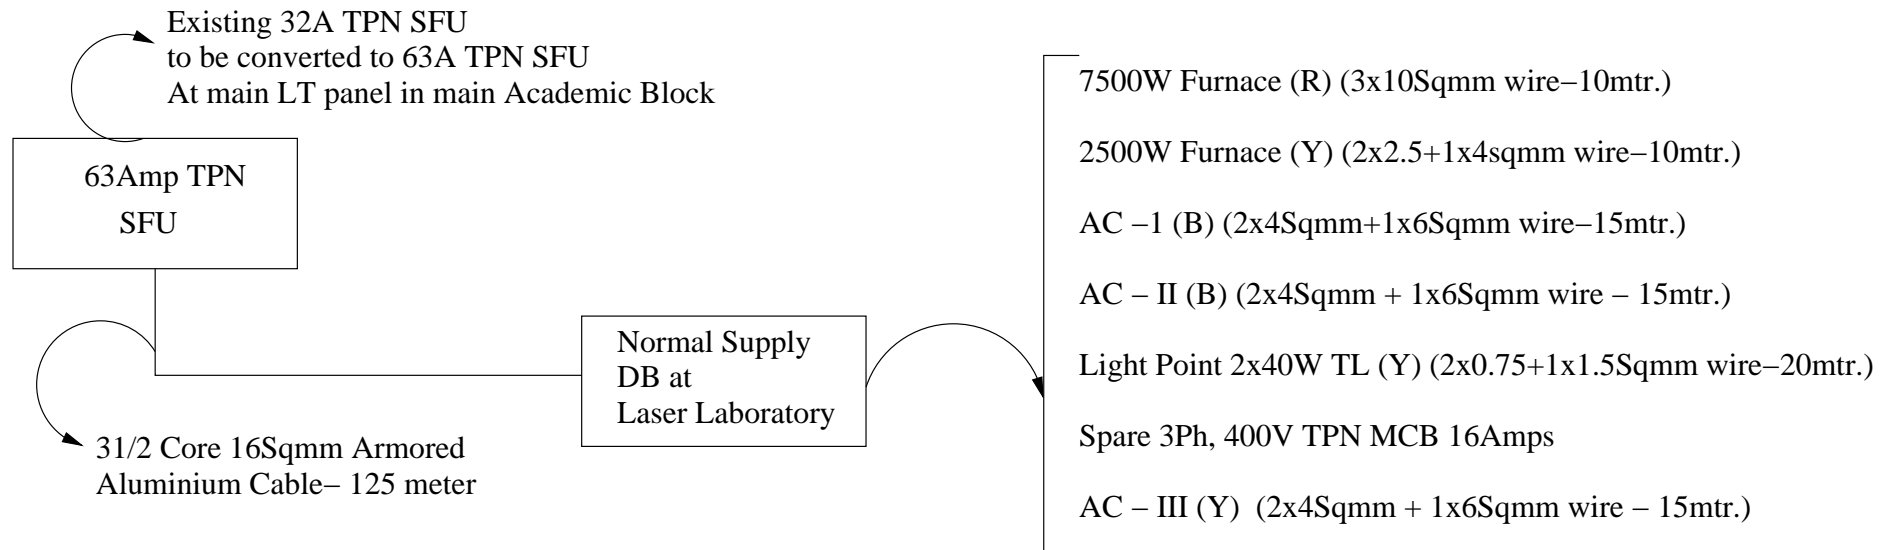 Existing 32A TPN SFU
to be converted to 63A TPN SFU
At main LT panel in main Academic Block
63Amp TPN
SFU
31/2 Core 16Sqmm Armored
Aluminium Cable− 125 meter
Normal Supply
DB at
Laser Laboratory
7500W Furnace (R) (3x10Sqmm wire−10mtr.)
2500W Furnace (Y) (2x2.5+1x4sqmm wire−10mtr.)
AC −1 (B) (2x4Sqmm+1x6Sqmm wire−15mtr.)
AC − II (B) (2x4Sqmm + 1x6Sqmm wire − 15mtr.)
Light Point 2x40W TL (Y) (2x0.75+1x1.5Sqmm wire−20mtr.)
Spare 3Ph, 400V TPN MCB 16Amps
AC − III (Y) (2x4Sqmm + 1x6Sqmm wire − 15mtr.)